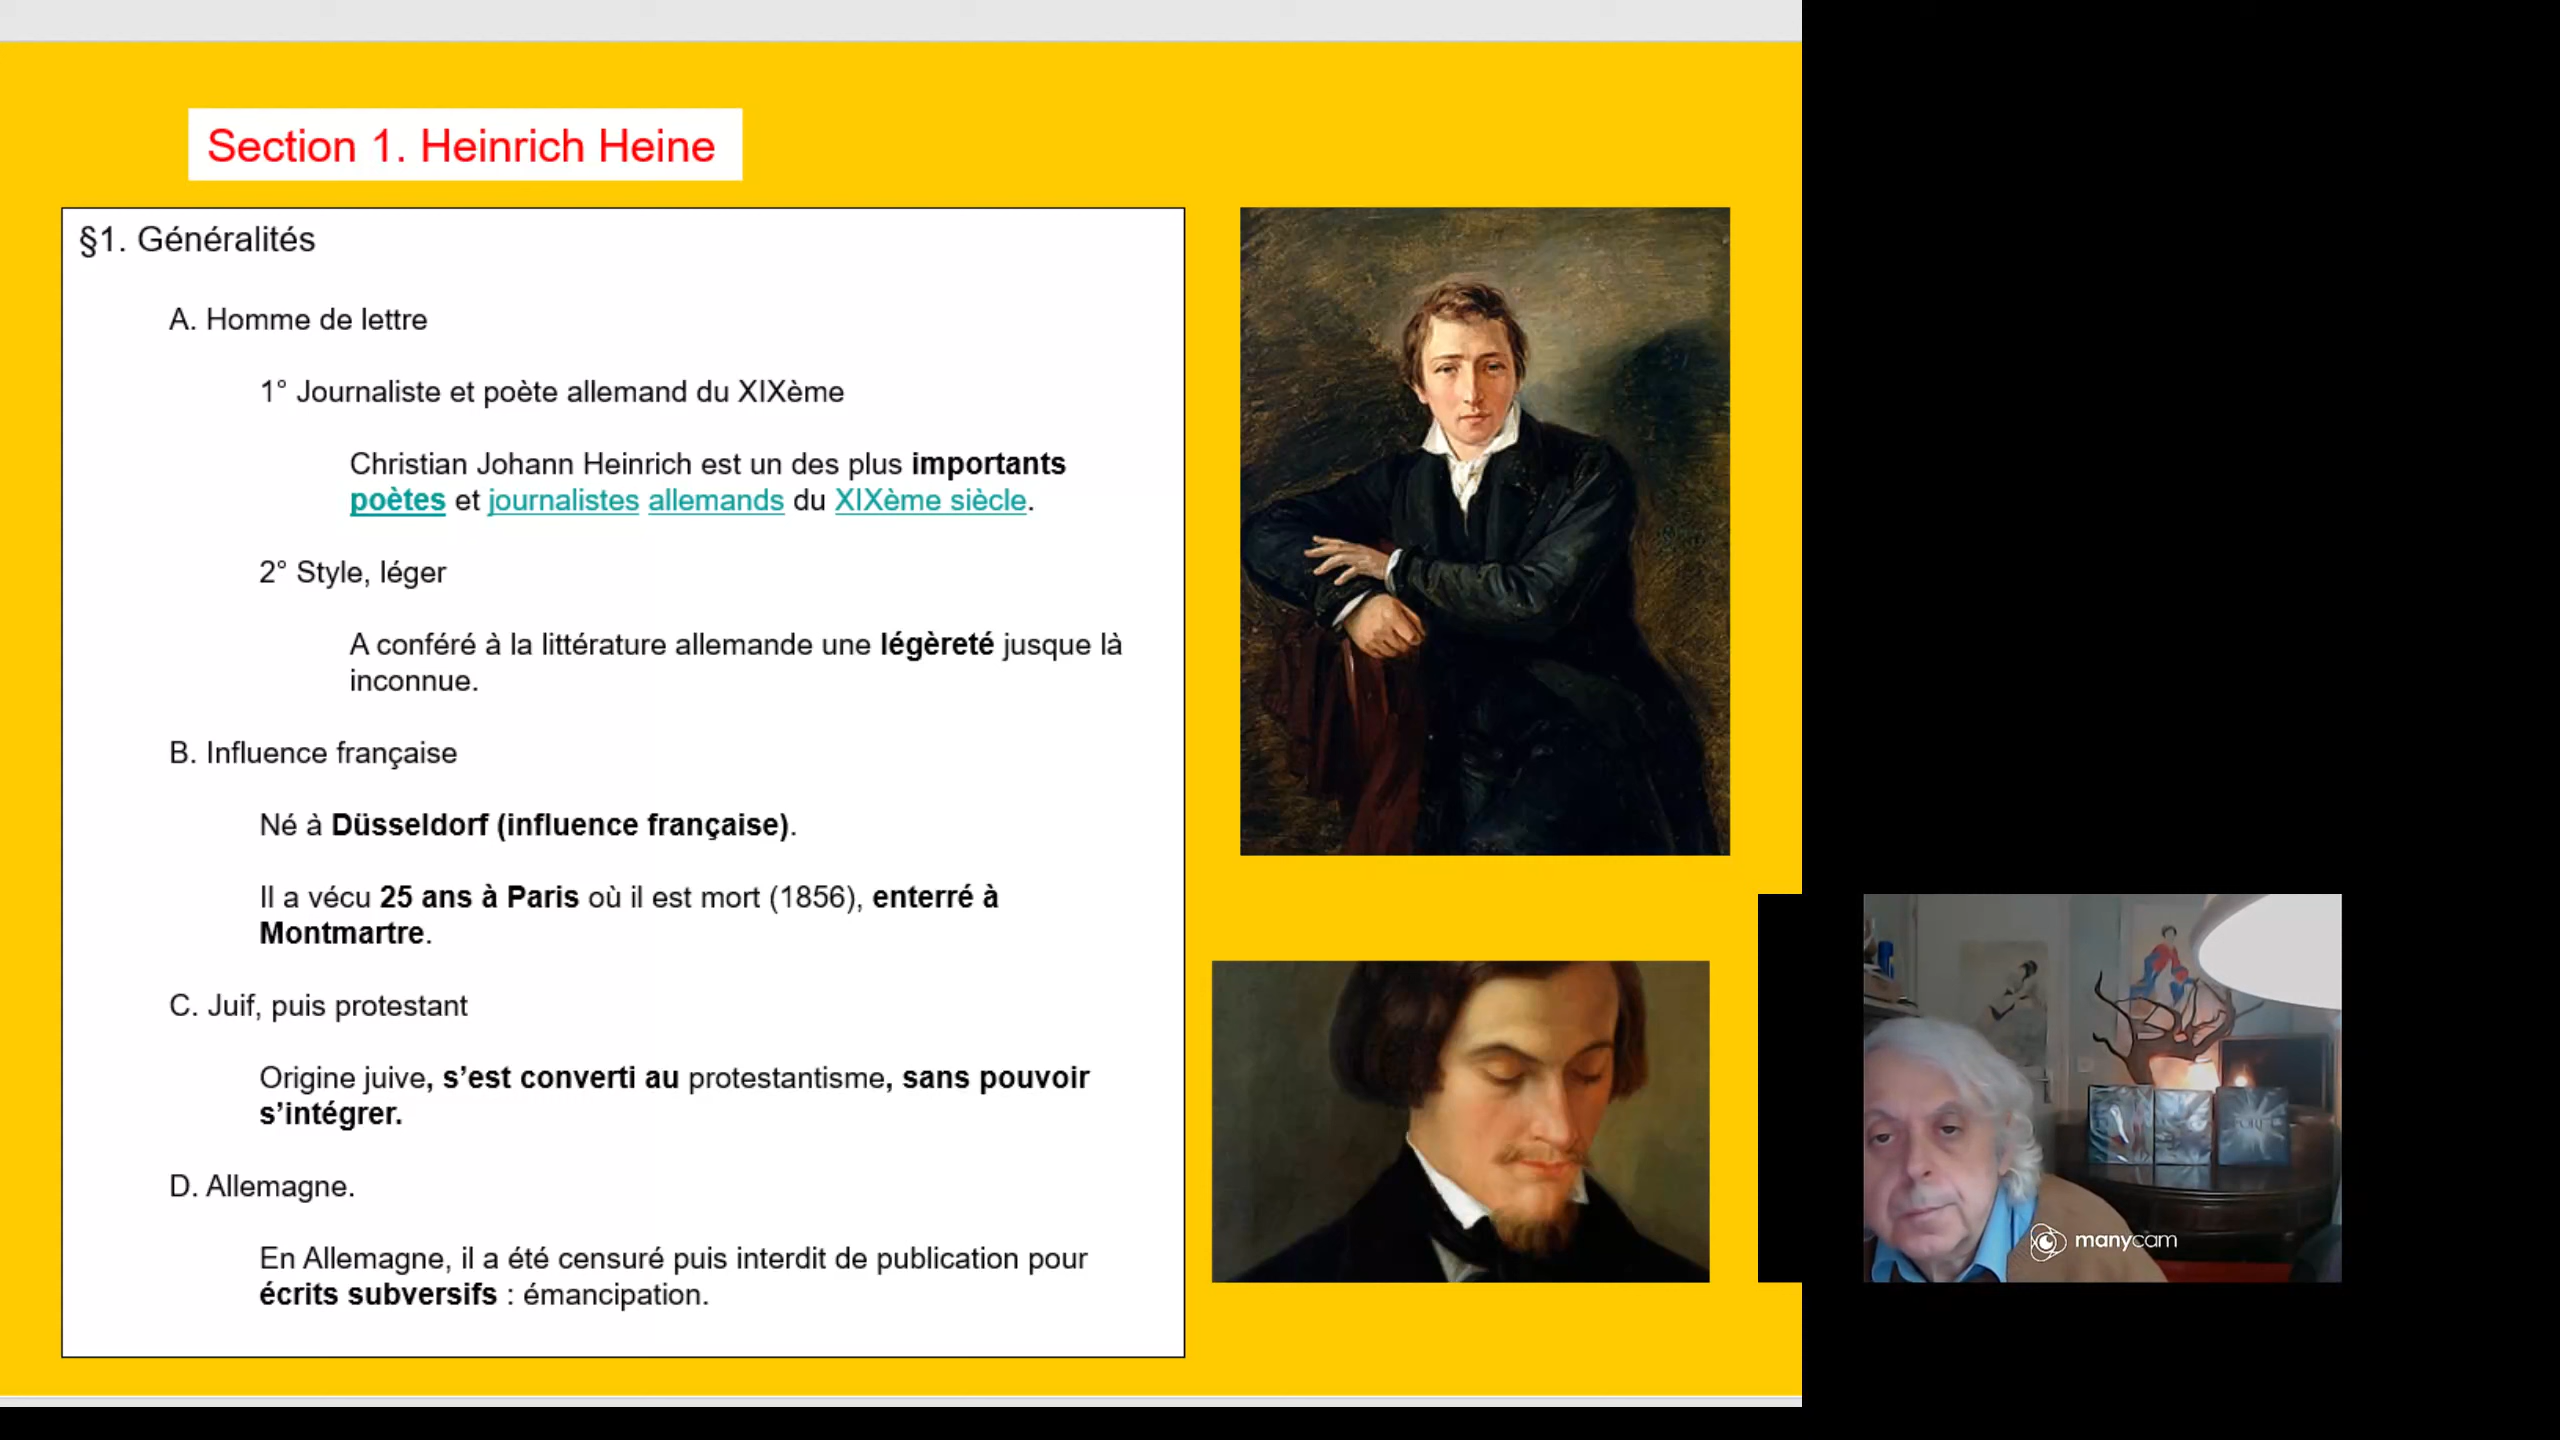 Section 1. Heinrich Heine
§1. Généralités
A. Homme de lettre
1° Journaliste et poète allemand du XIXème
Christian Johann Heinrich est un des plus importants
poètes et journalistes allemands du XIXème siècle.
2° Style, léger
A conféré à la littérature allemande une légèreté jusque là
inconnue.
B. Influence française
Né à Düsseldorf (influence française).
Il a vécu 25 ans à Paris où il est mort (1856), enterré à
Montmartre.
C. Juif, puis protestant
Origine juive, s’est converti au protestantisme, sans pouvoir
s’intégrer.
D. Allemagne.
En Allemagne, il a été censuré puis interdit de publication pour
écrits subversifs : émancipation.
manycam